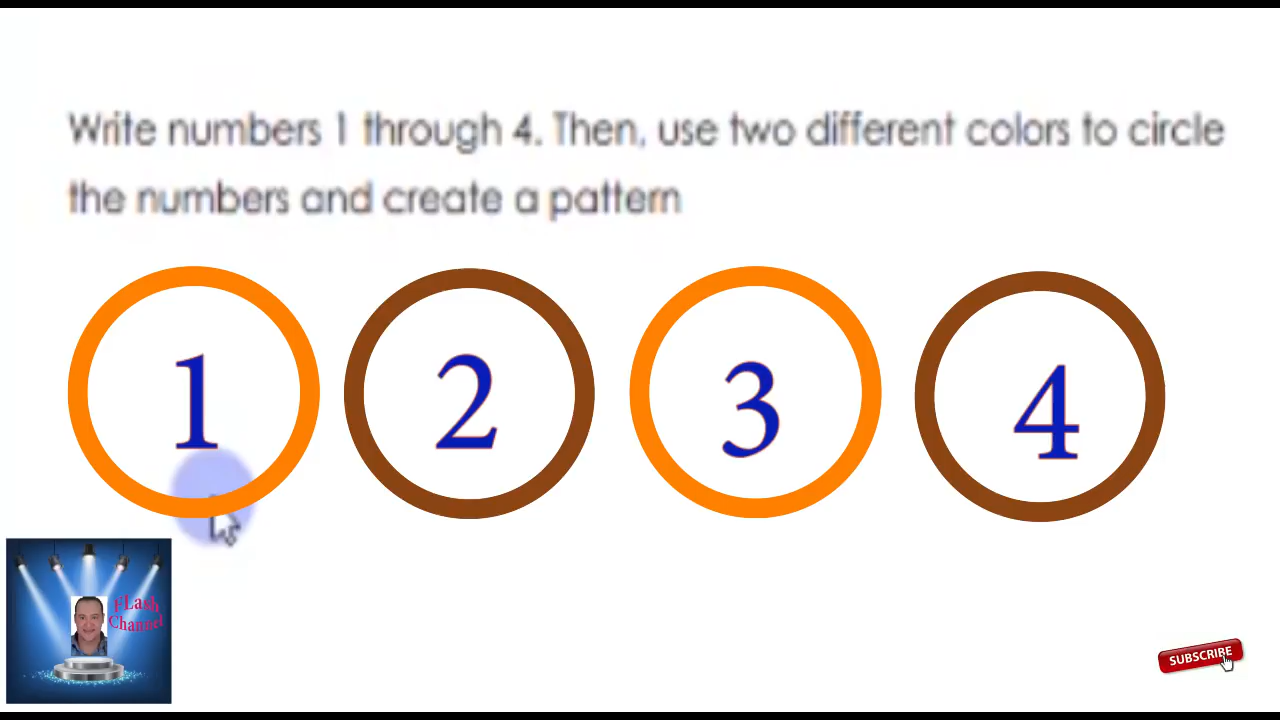 Write numbers 1 through 4. Then, use two different colors to circle
the numbers and create a pattern
1 2 3 4
FLash
Channel
SUBSCRIBE